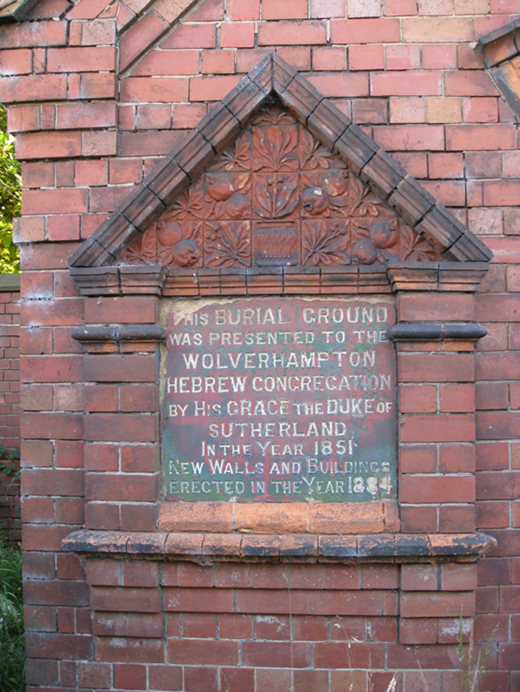 THIS BURIAL GROUND
WAS PRESENTED TO THE
WOLVERHAMPTON
HEBREW CONGREGATION
BY HIS GRACE THE DUKE OF
SUTHERLAND
IN THE YEAR 1851
NEW WALLS AND BUILDINGS
ERECTED IN THE YEAR 1884